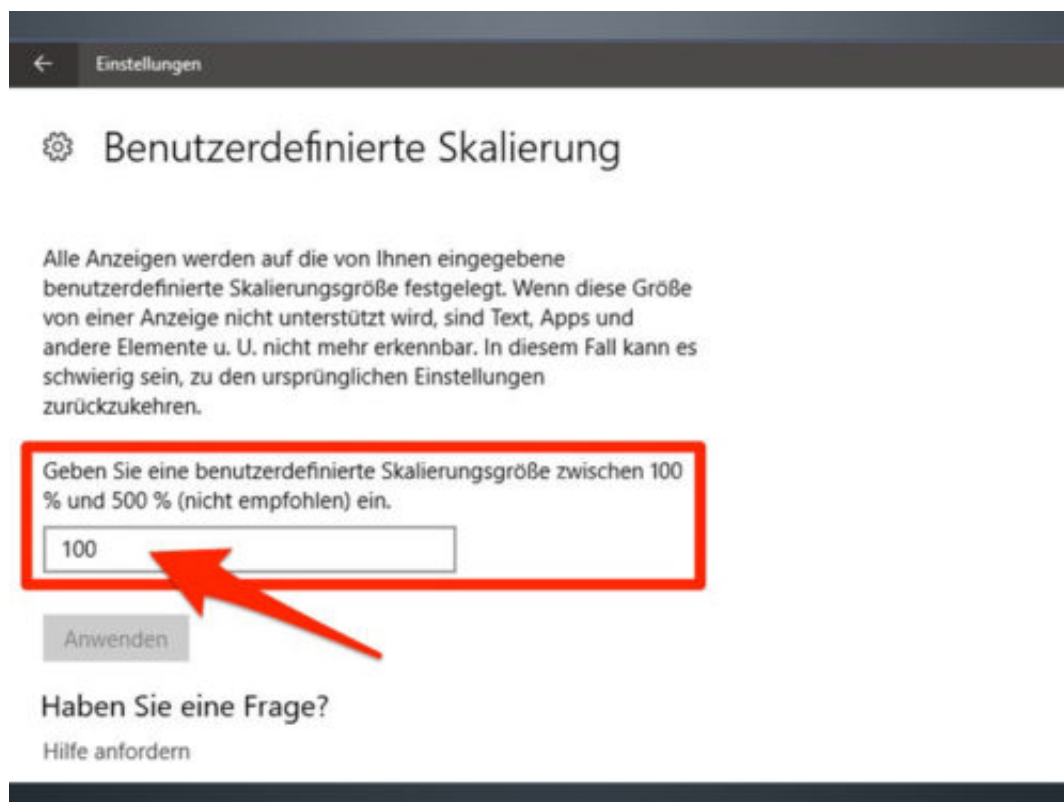 Einstellungen
Benutzerdefinierte Skalierung
Alle Anzeigen werden auf die von Ihnen eingegebene
benutzerdefinierte Skalierungsgröße festgelegt. Wenn diese Größe
von einer Anzeige nicht unterstützt wird, sind Text, Apps und
andere Elemente u. U. nicht mehr erkennbar. In diesem Fall kann es
schwierig sein, zu den ursprünglichen Einstellungen
zurückzukehren.
Geben Sie eine benutzerdefinierte Skalierungsgröße zwischen 100
% und 500 % (nicht empfohlen) ein.
100
Anwenden
Haben Sie eine Frage?
Hilfe anfordern